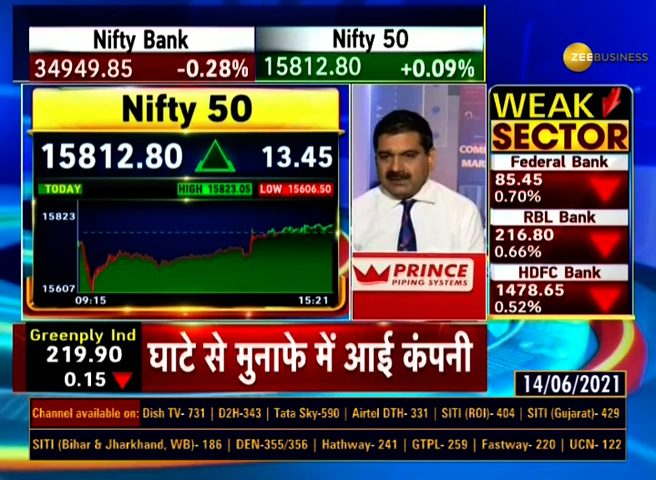 Nifty Bank
34949.85 -0.28%
Nifty 50
15812.80 +0.09%
ZEEBUSINESS
Nifty 50
15812.80 13.45
TODAY HIGH 15823.05 LOW 15606.50
15823
15607
09:15 15:21
COM
MAR
PRINCE
PIPING SYSTEMS
WEAK
SECTOR
Federal Bank
85.45
0.70%
RBL Bank
216.80
0.66%
HDFC Bank
1478.65
0.52%
Greenply Ind
219.90
0.15
घाटे से मुनाफे में आई कंपनी
14/06/2021
Channel available on: Dish TV- 731 | D2H-343 | Tata Sky-590 | Airtel DTH- 331 | SITI (ROI)- 404 | SITI (Gujarat)- 429
SITI (Bihar & Jharkhand, WB)- 186 | DEN-355/356 | Hathway- 241 | GTPL- 259 | Fastway- 220 | UCN- 122